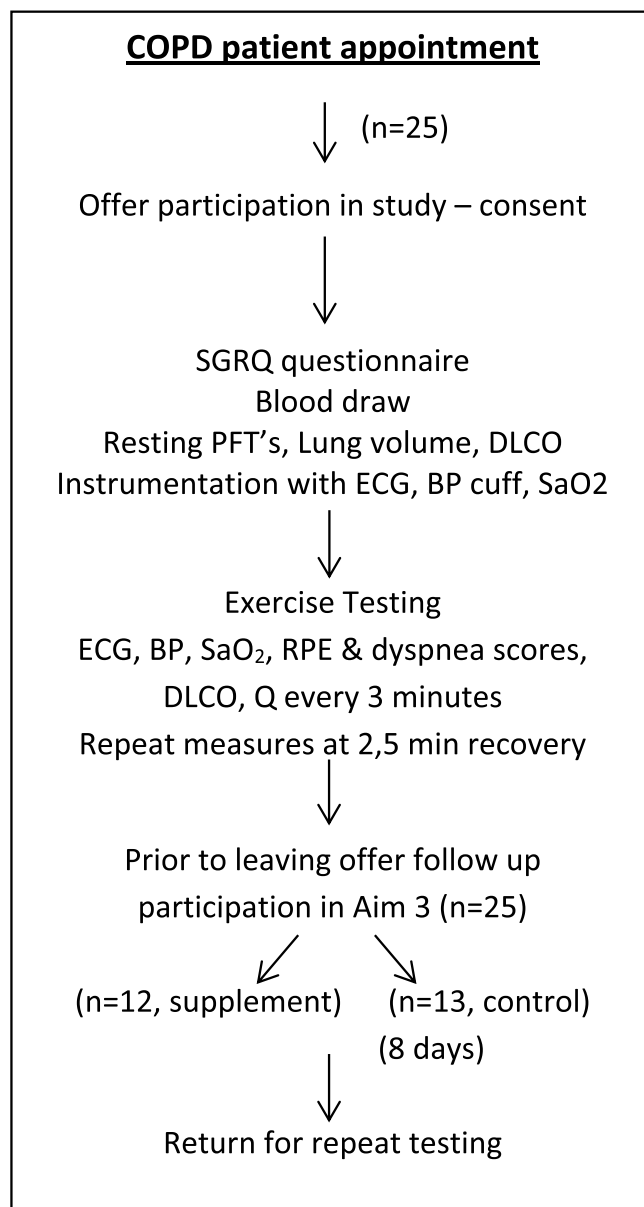 COPD patient appointment
(n=25)
Offer participation in study – consent
SGRQ questionnaire
Blood draw
Resting PFT’s, Lung volume, DLCO
Instrumentation with ECG, BP cuff, SaO2
Exercise Testing
ECG, BP, SaO₂, RPE & dyspnea scores,
DLCO, Q every 3 minutes
Repeat measures at 2,5 min recovery
Prior to leaving offer follow up
participation in Aim 3 (n=25)
(n=12, supplement) (n=13, control)
(8 days)
Return for repeat testing